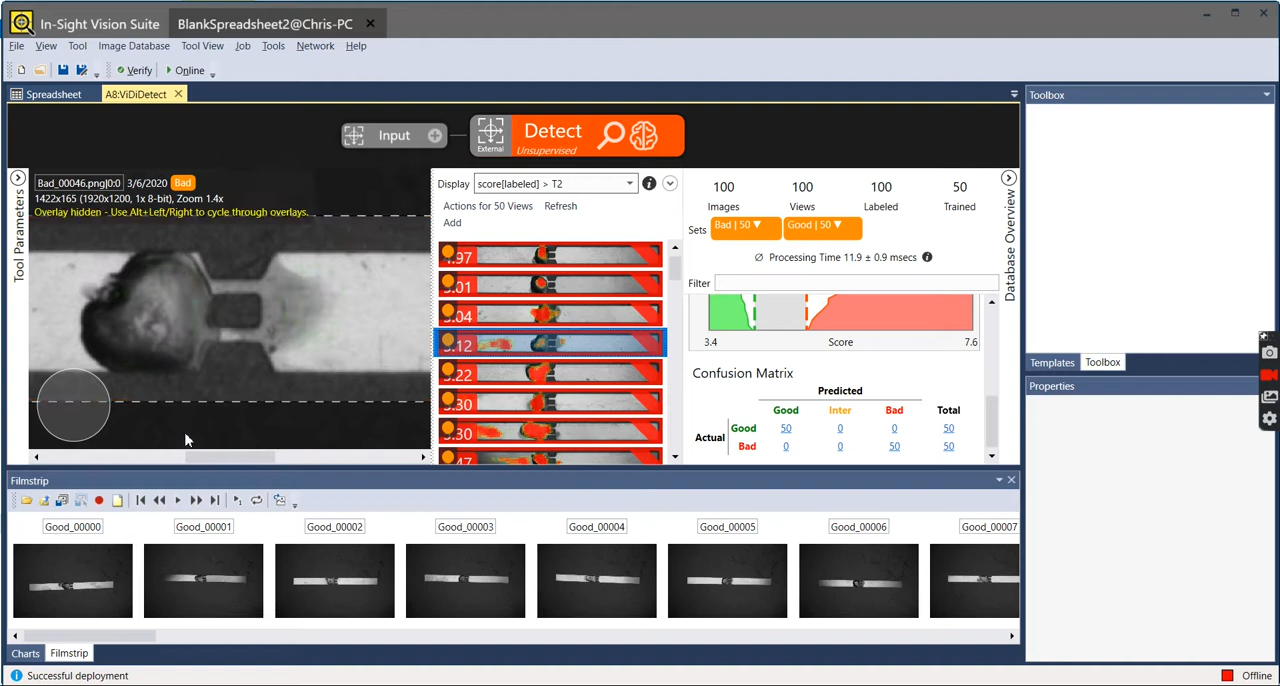 In-Sight Vision Suite
BlankSpreadsheet2@Chris-PC
File View Tool Image Database Tool View Job Tools Network Help
Verify Online
Spreadsheet A8:ViDiDetect
Input
External
Detect
Unsupervised
Tool Parameters
Bad_00046.png|0:0 3/6/2020 Bad
1422x165 (1920x1200, 1x 8-bit), Zoom 1.4x
Overlay hidden - Use Alt+Left/Right to cycle through overlays.
Display score[labeled] > T2
Actions for 50 Views Refresh
Add
100 100 100 50
Images Views Labeled Trained
Sets Bad | 50 Good | 50
∅ Processing Time 11.9 ± 0.9 msecs
Filter
3.4 Score 7.6
Confusion Matrix
Predicted
Good Inter Bad Total
Actual
Good 50 0 0 50
Bad 0 0 50 50
Database Overview
Toolbox
Templates Toolbox
Properties
Filmstrip
Good_00000 Good_00001 Good_00002 Good_00003 Good_00004 Good_00005 Good_00006 Good_00007
Charts Filmstrip
Successful deployment
Offline